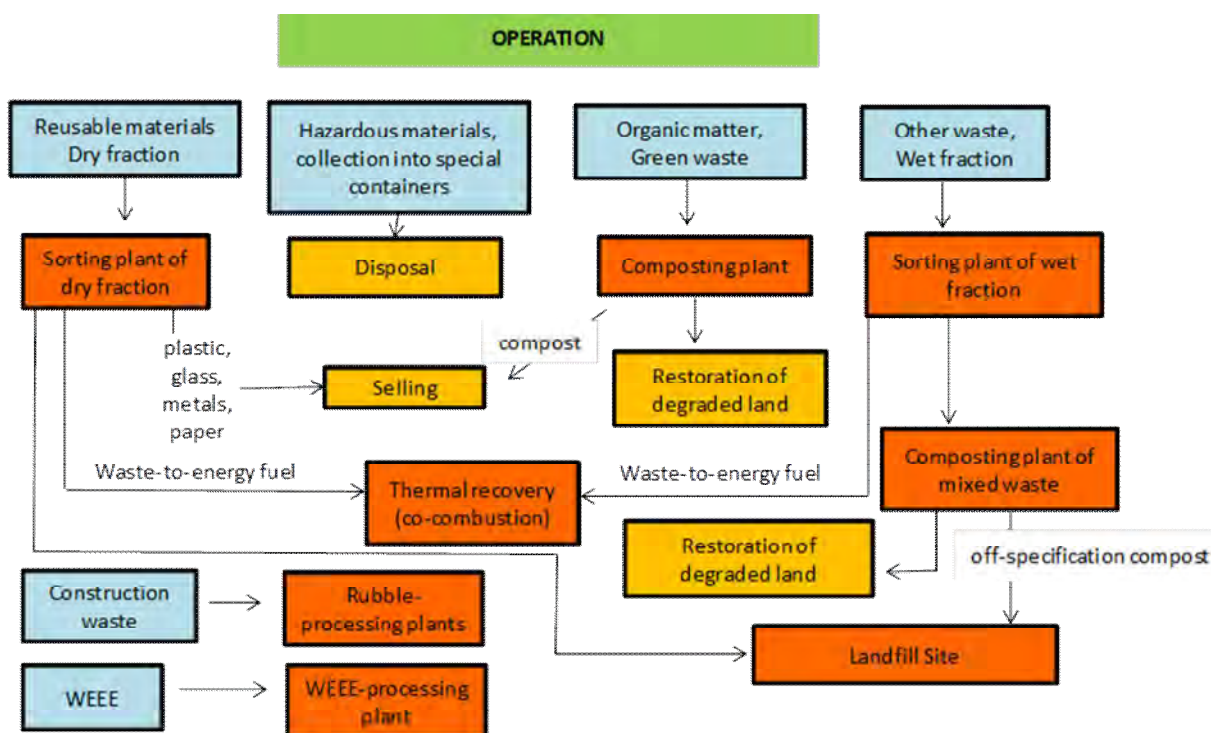 OPERATION
Reusable materials
Dry fraction
Hazardous materials,
collection into special
containers
Organic matter,
Green waste
Other waste,
Wet fraction
Sorting plant of
dry fraction
Disposal
Composting plant
Sorting plant of wet
fraction
plastic,
glass,
metals,
paper
Selling
compost
Restoration of
degraded land
Waste-to-energy fuel
Thermal recovery
(co-combustion)
Waste-to-energy fuel
Composting plant of
mixed waste
Restoration of
degraded land
off-specification compost
Construction
waste
Rubble-
processing plants
Landfill Site
WEEE
WEEE-processing
plant